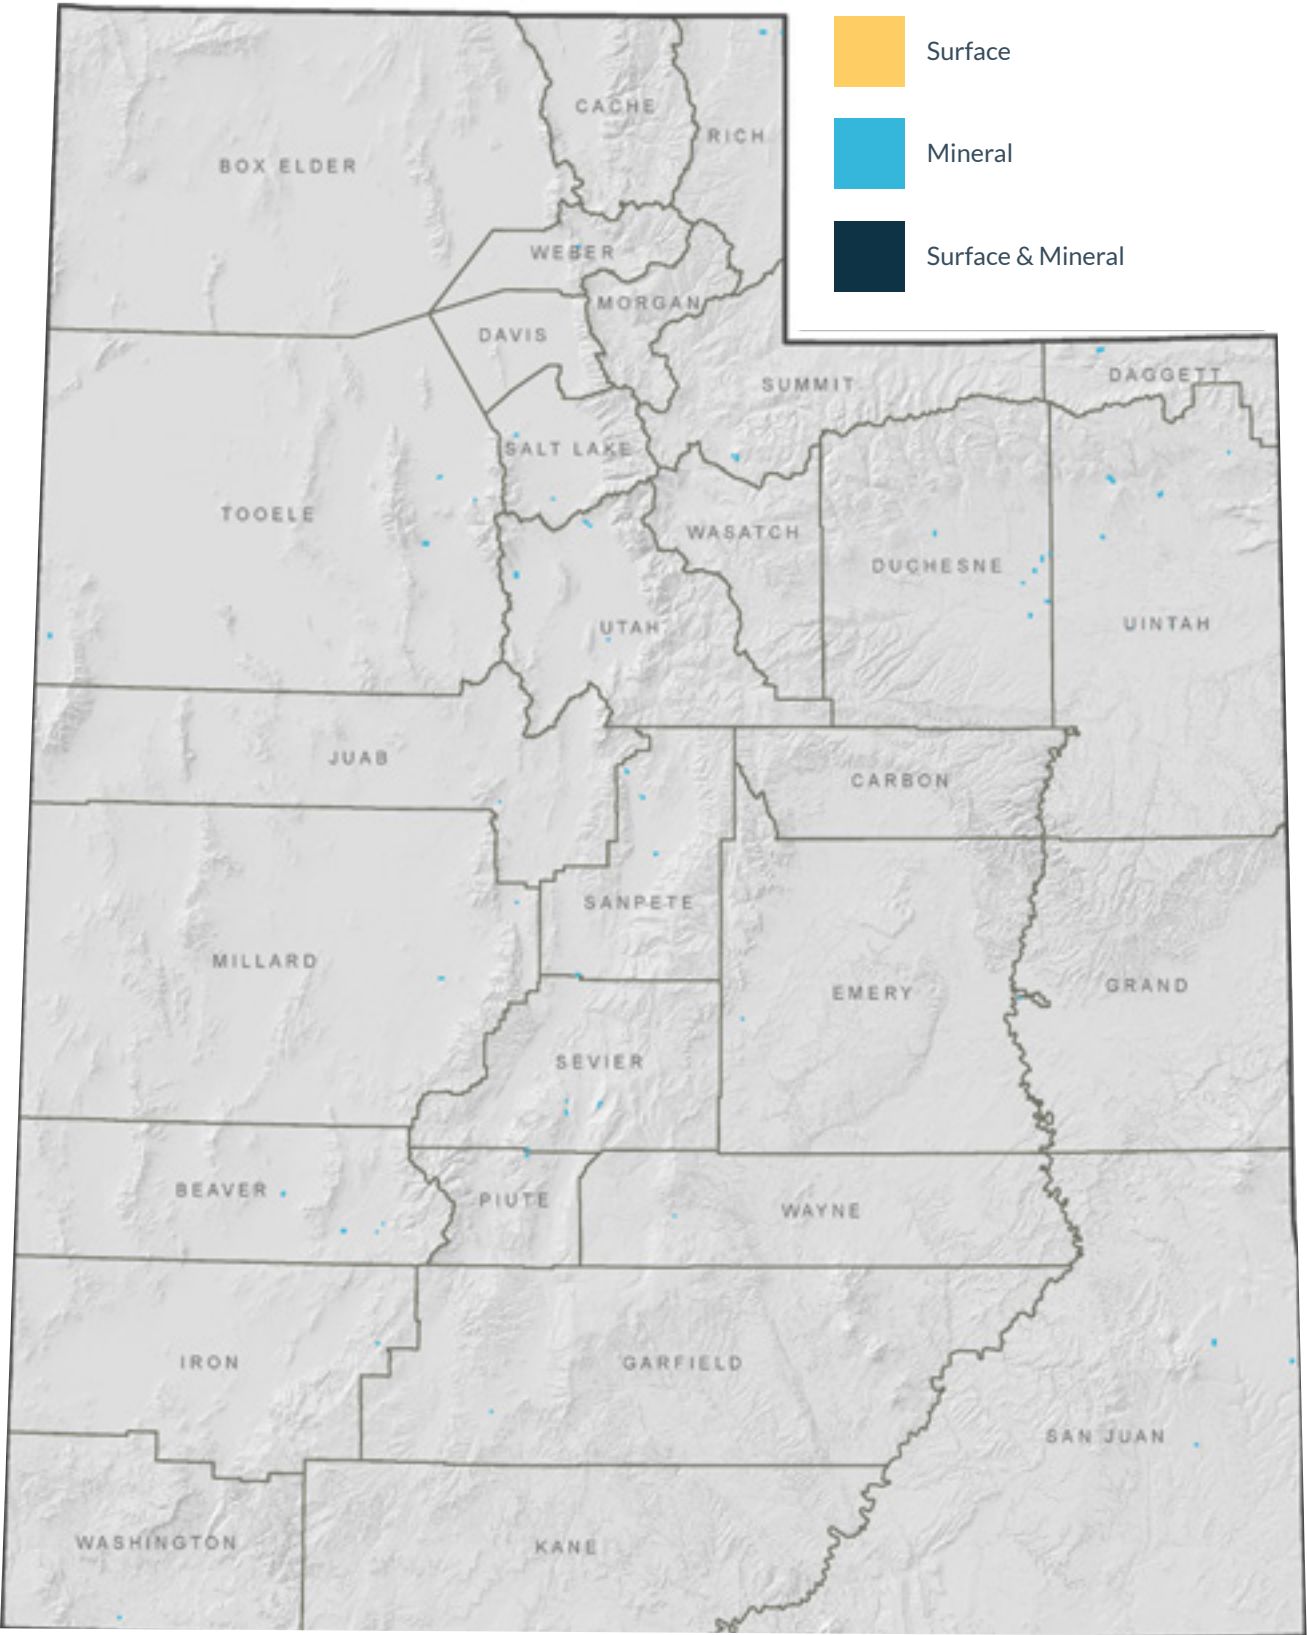 Surface
Mineral
Surface & Mineral
CACHE
RICH
BOX ELDER
WEBER
MORGAN
DAVIS
SUMMIT
DAGGETT
SALT LAKE
TOOELE
WASATCH
DUCHESNE
UINTAH
UTAH
JUAB
CARBON
SANPETE
MILLARD
EMERY
GRAND
SEVIER
BEAVER
PIUTE
WAYNE
IRON
GARFIELD
SAN JUAN
WASHINGTON
KANE